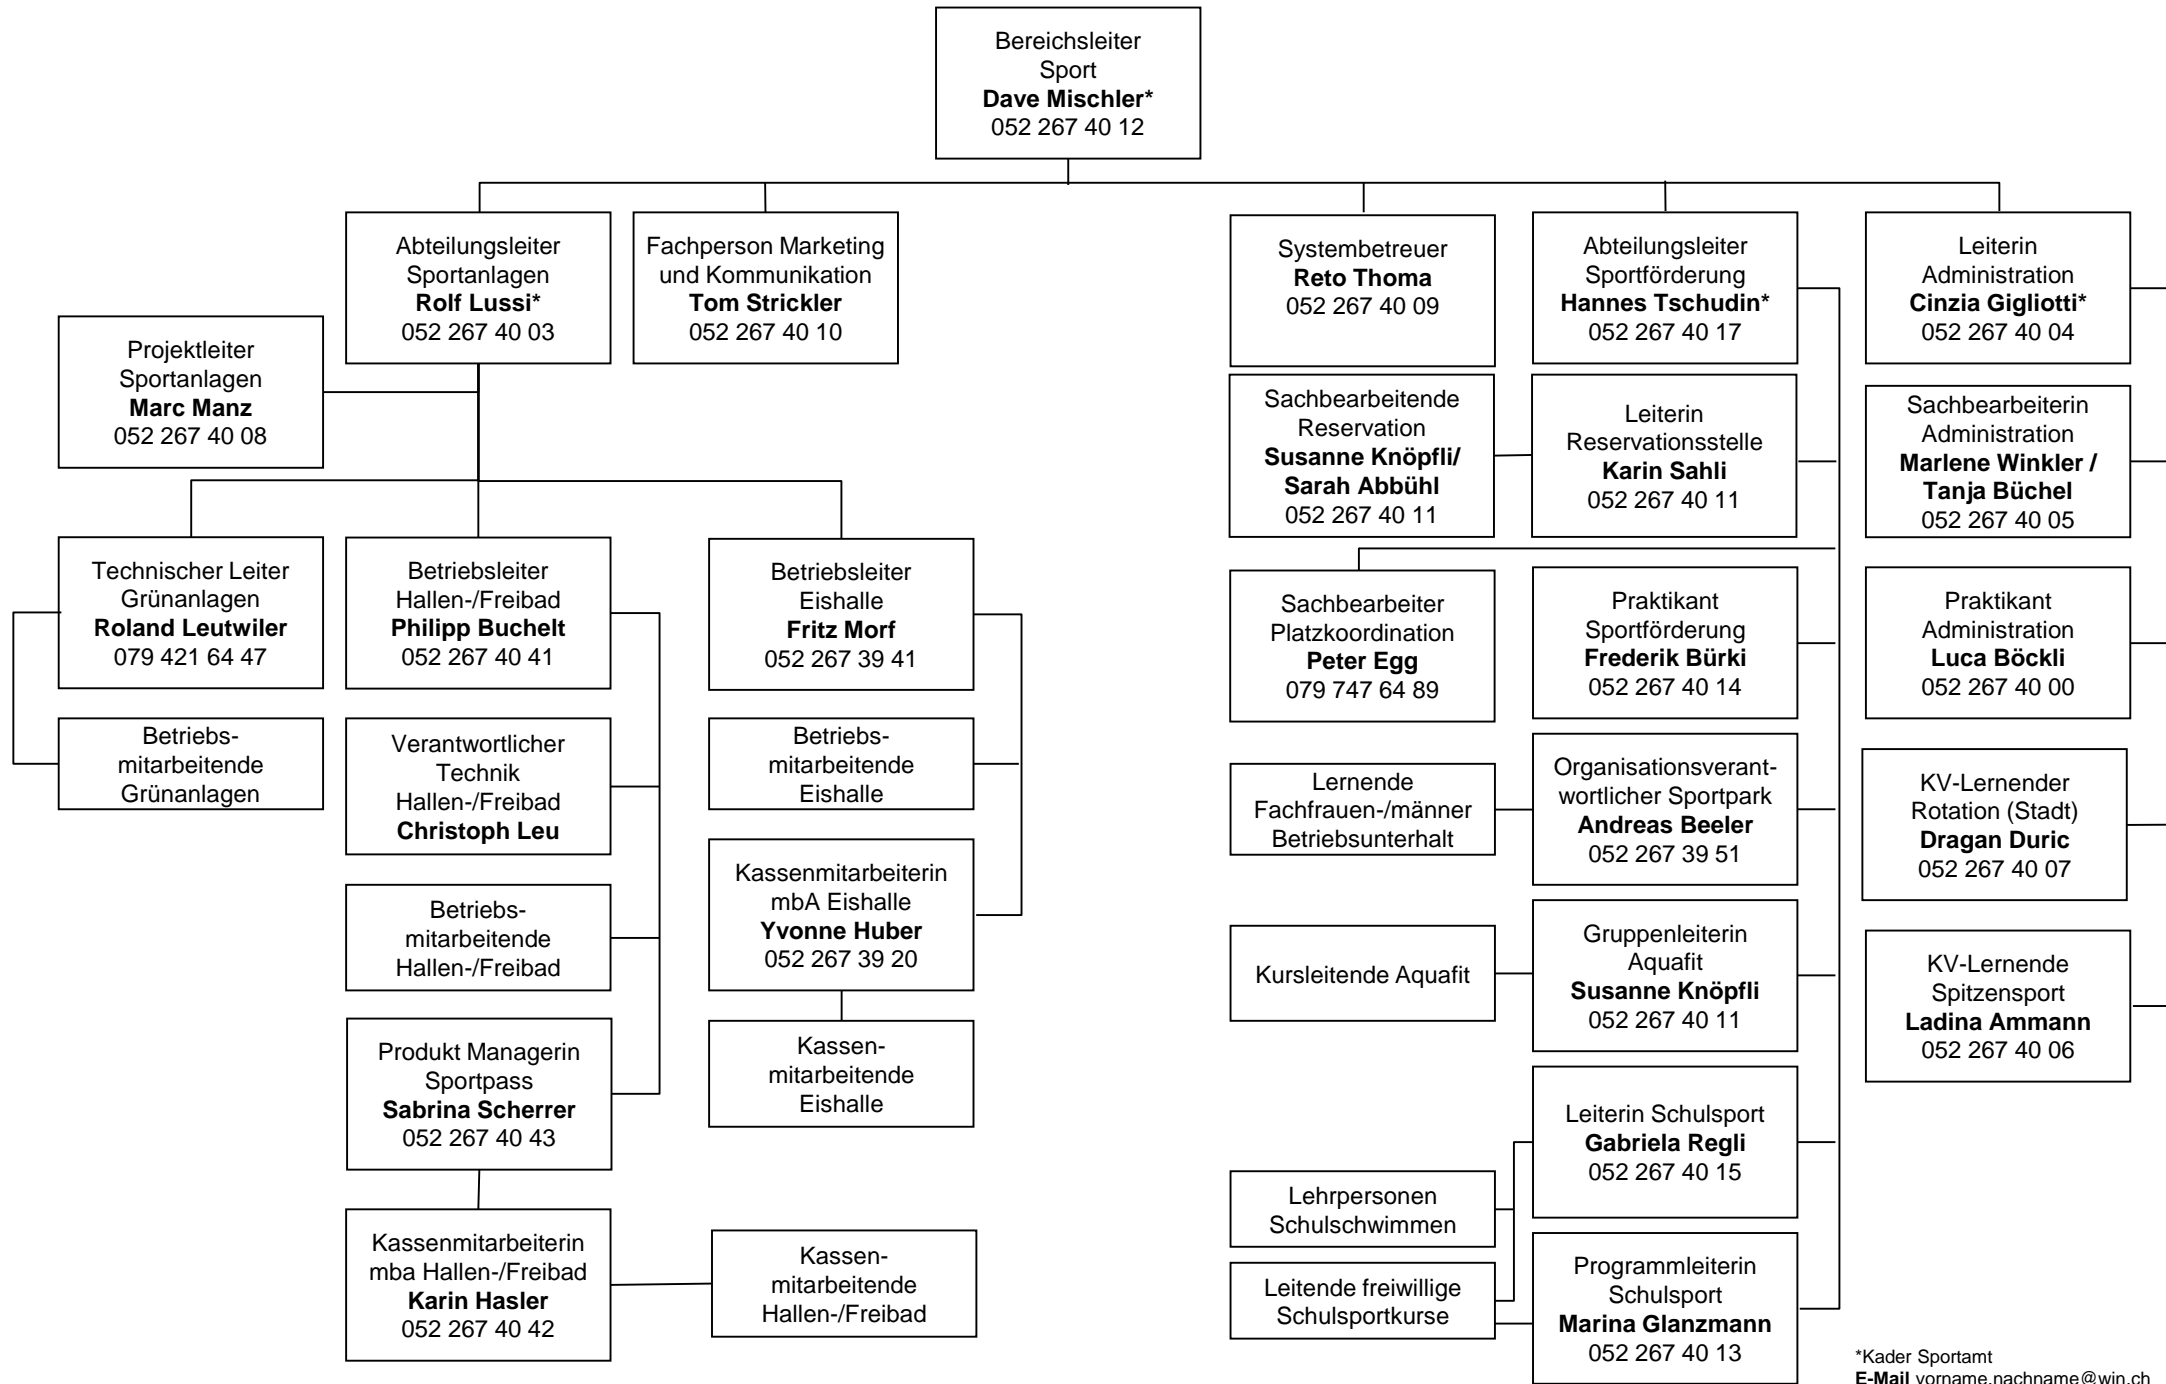 Bereichsleiter
Sport
Dave Mischler*
052 267 40 12
Abteilungsleiter
Sportanlagen
Rolf Lussi*
052 267 40 03
Fachperson Marketing
und Kommunikation
Tom Strickler
052 267 40 10
Systembetreuer
Reto Thoma
052 267 40 09
Abteilungsleiter
Sportförderung
Hannes Tschudin*
052 267 40 17
Leiterin
Administration
Cinzia Gigliotti*
052 267 40 04
Projektleiter
Sportanlagen
Marc Manz
052 267 40 08
Sachbearbeitende
Reservation
Susanne Knöpfli/
Sarah Abbühl
052 267 40 11
Leiterin
Reservationsstelle
Karin Sahli
052 267 40 11
Sachbearbeiterin
Administration
Marlene Winkler /
Tanja Büchel
052 267 40 05
Technischer Leiter
Grünanlagen
Roland Leutwiler
079 421 64 47
Betriebsleiter
Hallen-/Freibad
Philipp Buchelt
052 267 40 41
Betriebsleiter
Eishalle
Fritz Morf
052 267 39 41
Sachbearbeiter
Platzkoordination
Peter Egg
079 747 64 89
Praktikant
Sportförderung
Frederik Bürki
052 267 40 14
Praktikant
Administration
Luca Böckli
052 267 40 00
Betriebs-
mitarbeitende
Grünanlagen
Verantwortlicher
Technik
Hallen-/Freibad
Christoph Leu
Betriebs-
mitarbeitende
Eishalle
Lernende
Fachfrauen-/männer
Betriebsunterhalt
Organisationsverant-
wortlicher Sportpark
Andreas Beeler
052 267 39 51
KV-Lernender
Rotation (Stadt)
Dragan Duric
052 267 40 07
Betriebs-
mitarbeitende
Hallen-/Freibad
Kassenmitarbeiterin
mbA Eishalle
Yvonne Huber
052 267 39 20
Kursleitende Aquafit
Gruppenleiterin
Aquafit
Susanne Knöpfli
052 267 40 11
KV-Lernende
Spitzensport
Ladina Ammann
052 267 40 06
Produkt Managerin
Sportpass
Sabrina Scherrer
052 267 40 43
Kassen-
mitarbeitende
Eishalle
Leiterin Schulsport
Gabriela Regli
052 267 40 15
Lehrpersonen
Schulschwimmen
Kassenmitarbeiterin
mba Hallen-/Freibad
Karin Hasler
052 267 40 42
Kassen-
mitarbeitende
Hallen-/Freibad
Leitende freiwillige
Schulsportkurse
Programmleiterin
Schulsport
Marina Glanzmann
052 267 40 13
*Kader Sportamt
E-Mail vorname.nachname@win.ch